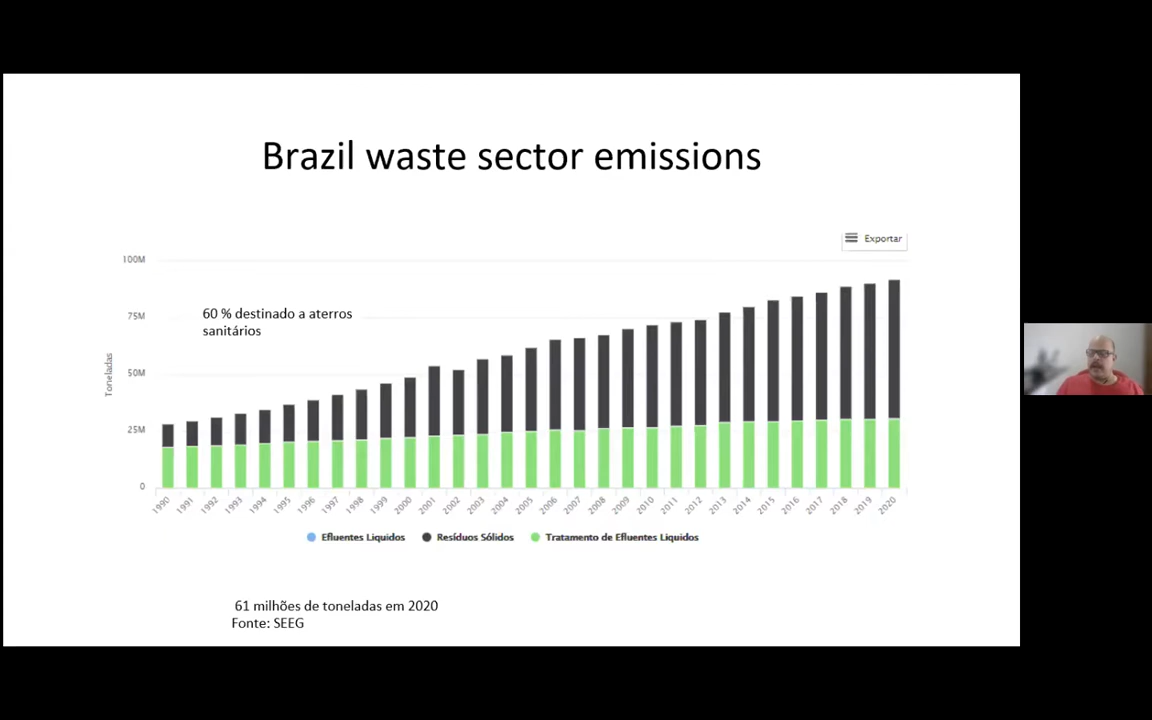 Brazil waste sector emissions
Exportar
100M
75M
50M
25M
0
Toneladas
60 % destinado a aterros
sanitários
1990 1991 1992 1993 1994 1995 1996 1997 1998 1999 2000 2001 2002 2003 2004 2005 2006 2007 2008 2009 2010 2011 2012 2013 2014 2015 2016 2017 2018 2019 2020
Efluentes Liquidos Resíduos Sólidos Tratamento de Efluentes Liquidos
61 milhões de toneladas em 2020
Fonte: SEEG